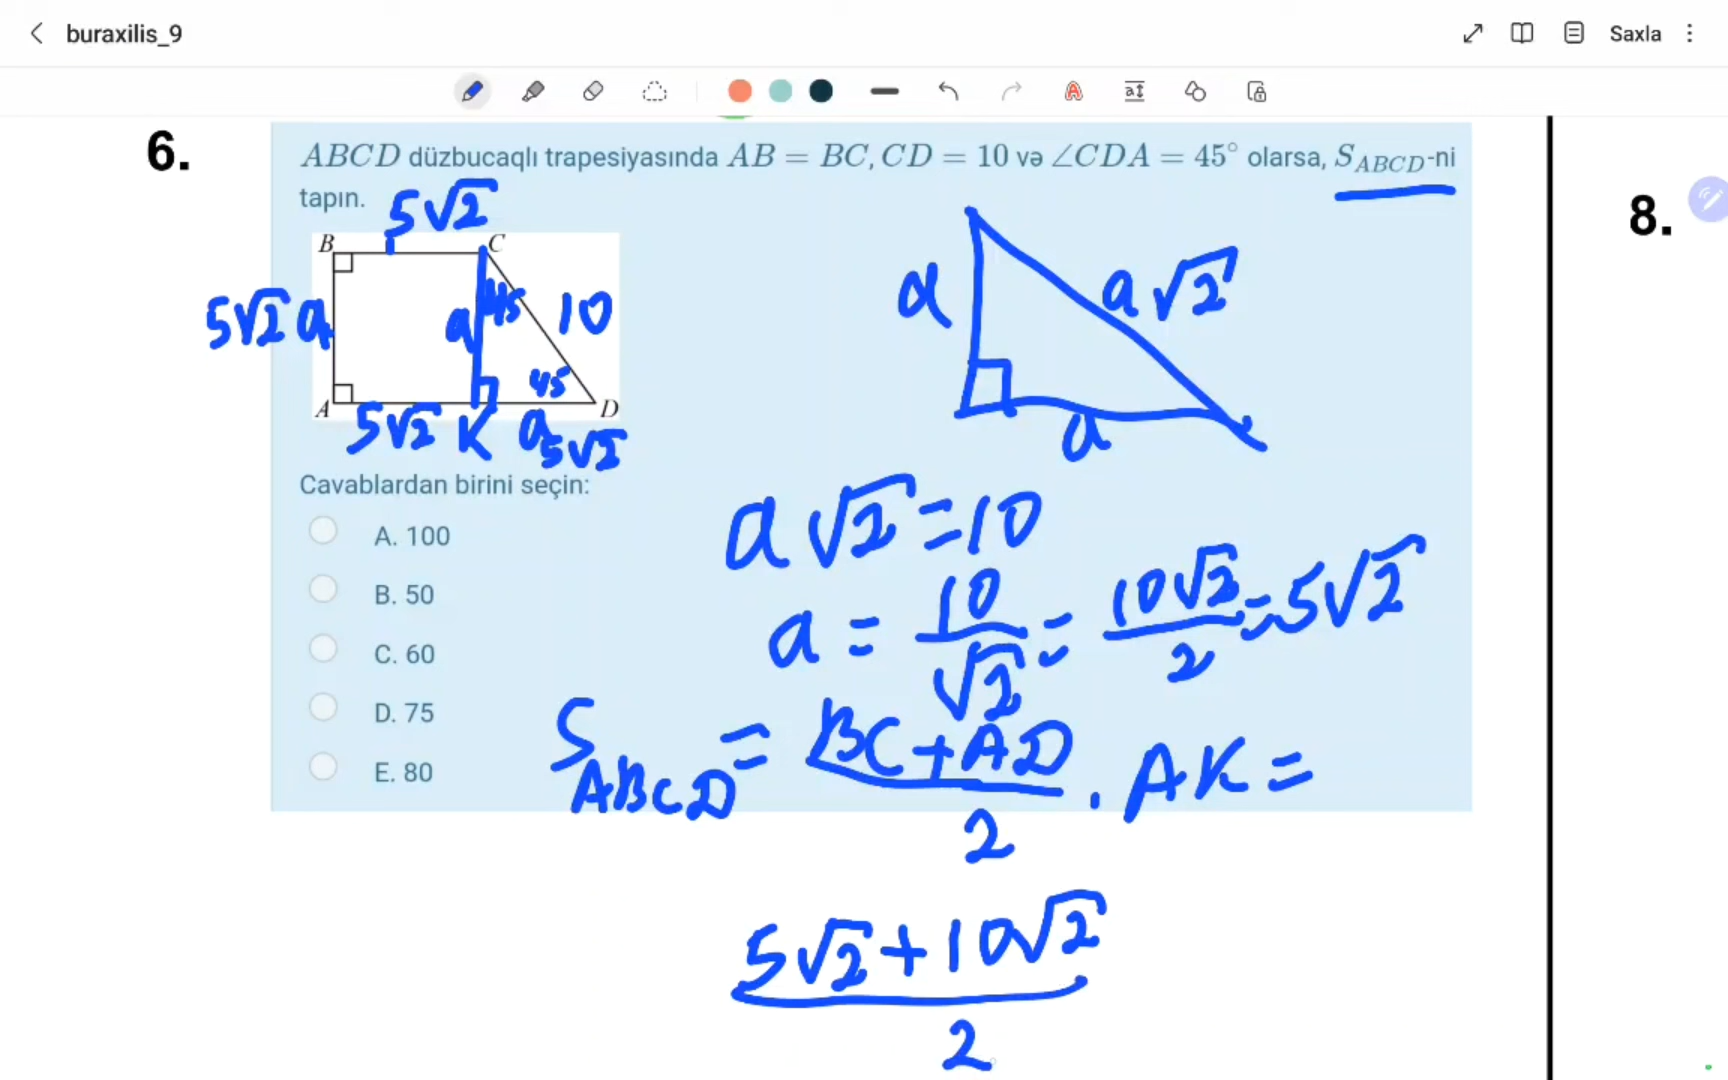 buraxilis_9
Saxla
6.
ABCD düzbucaqlı trapesiyasında AB = BC, CD = 10 və ∠CDA = 45° olarsa, S_ABCD-ni
tapın.
5√2
B C
5√2 a a 45 10
45
A D
5√2 K a 5√2
a a√2
a
Cavablardan birini seçin:
A. 100
B. 50
C. 60
D. 75
E. 80
a√2=10
a = 10/√2 = 10√2/2 = 5√2
S_ABCD = (BC+AD)/2 . AK =
(5√2+10√2)/2
8.